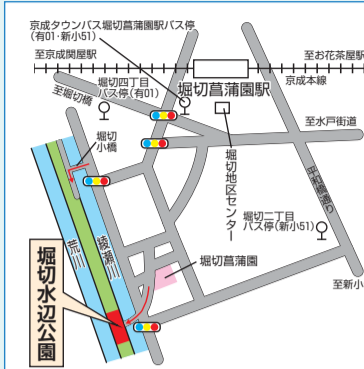 京成タウンバス堀切菖蒲園駅バス停
(有01・新小51)
至京成関屋駅
至お花茶屋駅
京成本線
堀切菖蒲園駅
堀切四丁目
バス停(有01)
至堀切橋
至水戸街道
堀切
小橋
堀切地区センター
平和橋通り
綾瀬川
荒川
堀切二丁目
バス停(新小51)
堀切菖蒲園
至新小
堀切水辺公園